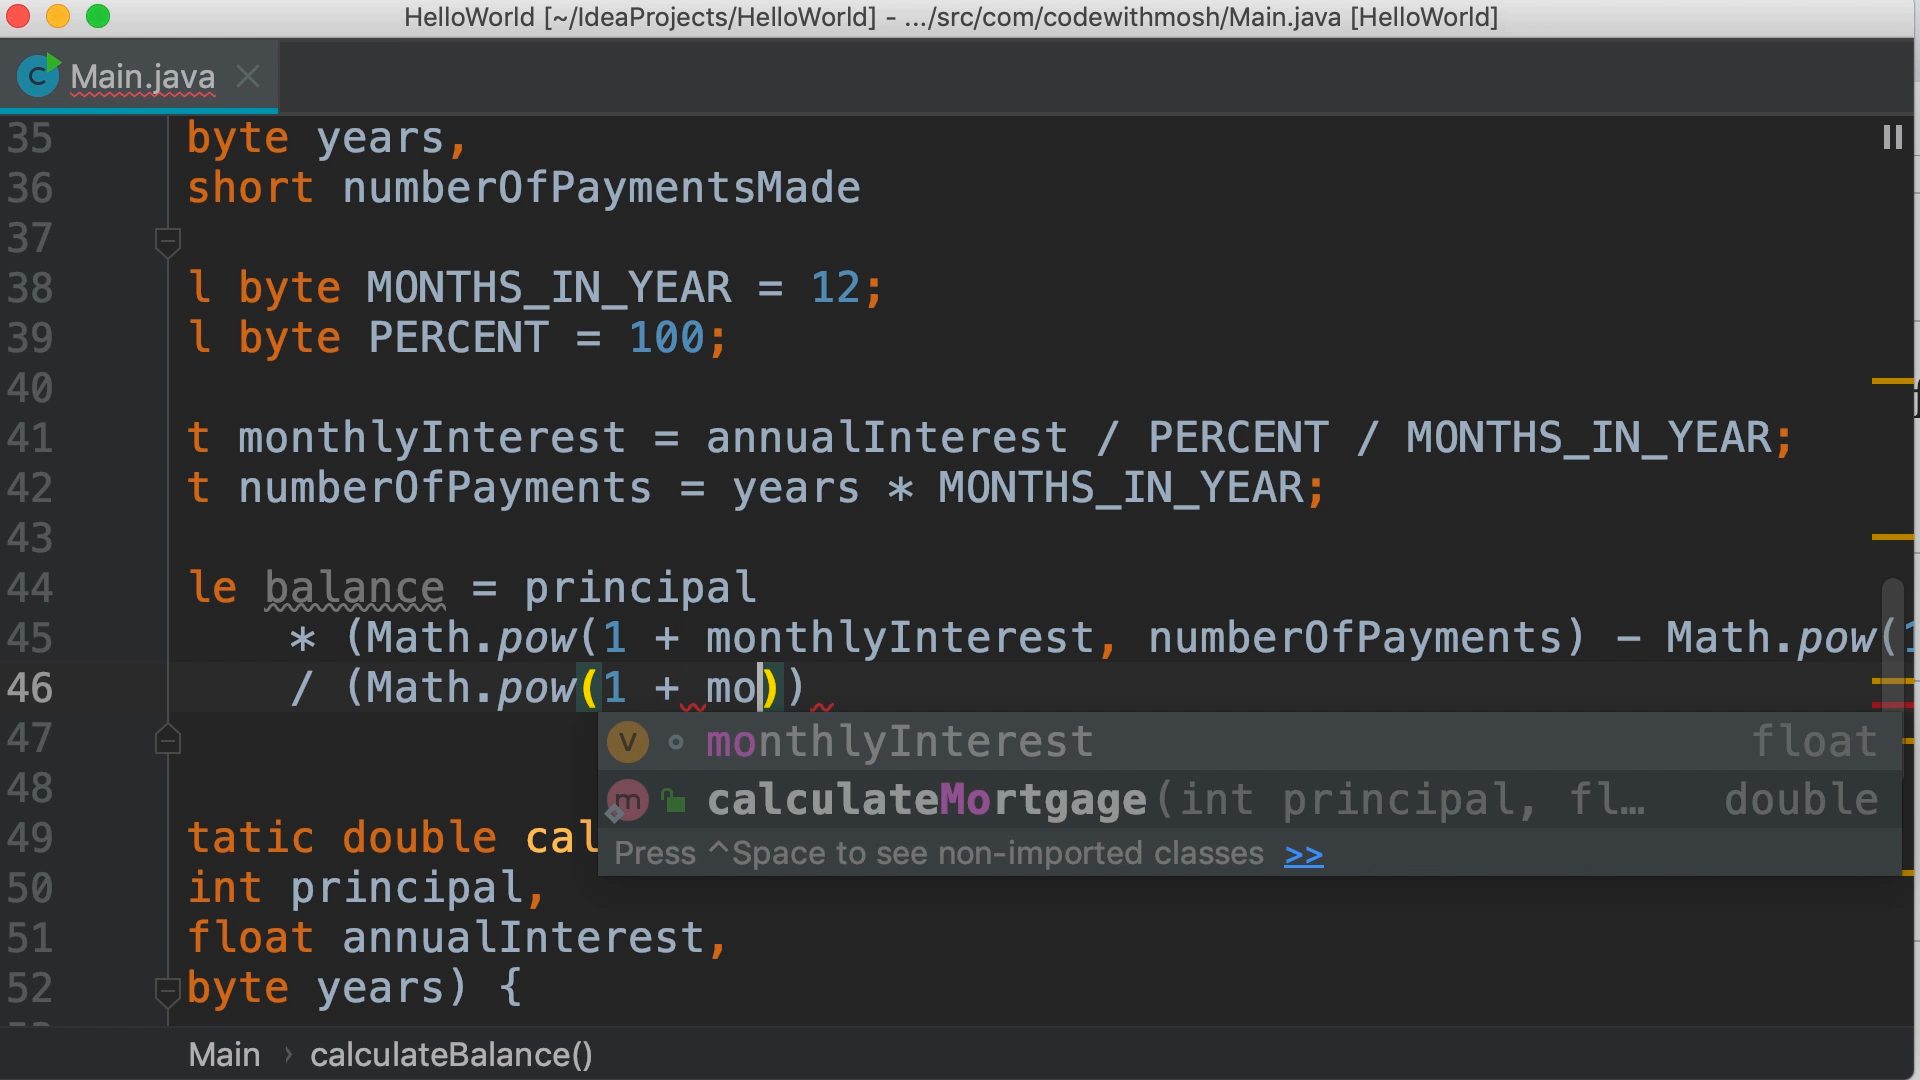 HelloWorld [~/IdeaProjects/HelloWorld] - .../src/com/codewithmosh/Main.java [HelloWorld]
C Main.java
35 byte years,
36 short numberOfPaymentsMade
37
38 l byte MONTHS_IN_YEAR = 12;
39 l byte PERCENT = 100;
40
41 t monthlyInterest = annualInterest / PERCENT / MONTHS_IN_YEAR;
42 t numberOfPayments = years * MONTHS_IN_YEAR;
43
44 le balance = principal
45 * (Math.pow(1 + monthlyInterest, numberOfPayments) - Math.pow(1
46 / (Math.pow(1 + mo))
47
v monthlyInterest float
48
m calculateMortgage(int principal, fl… double
49 tatic double cal
Press ^Space to see non-imported classes >>
50 int principal,
51 float annualInterest,
52 byte years) {
Main › calculateBalance()